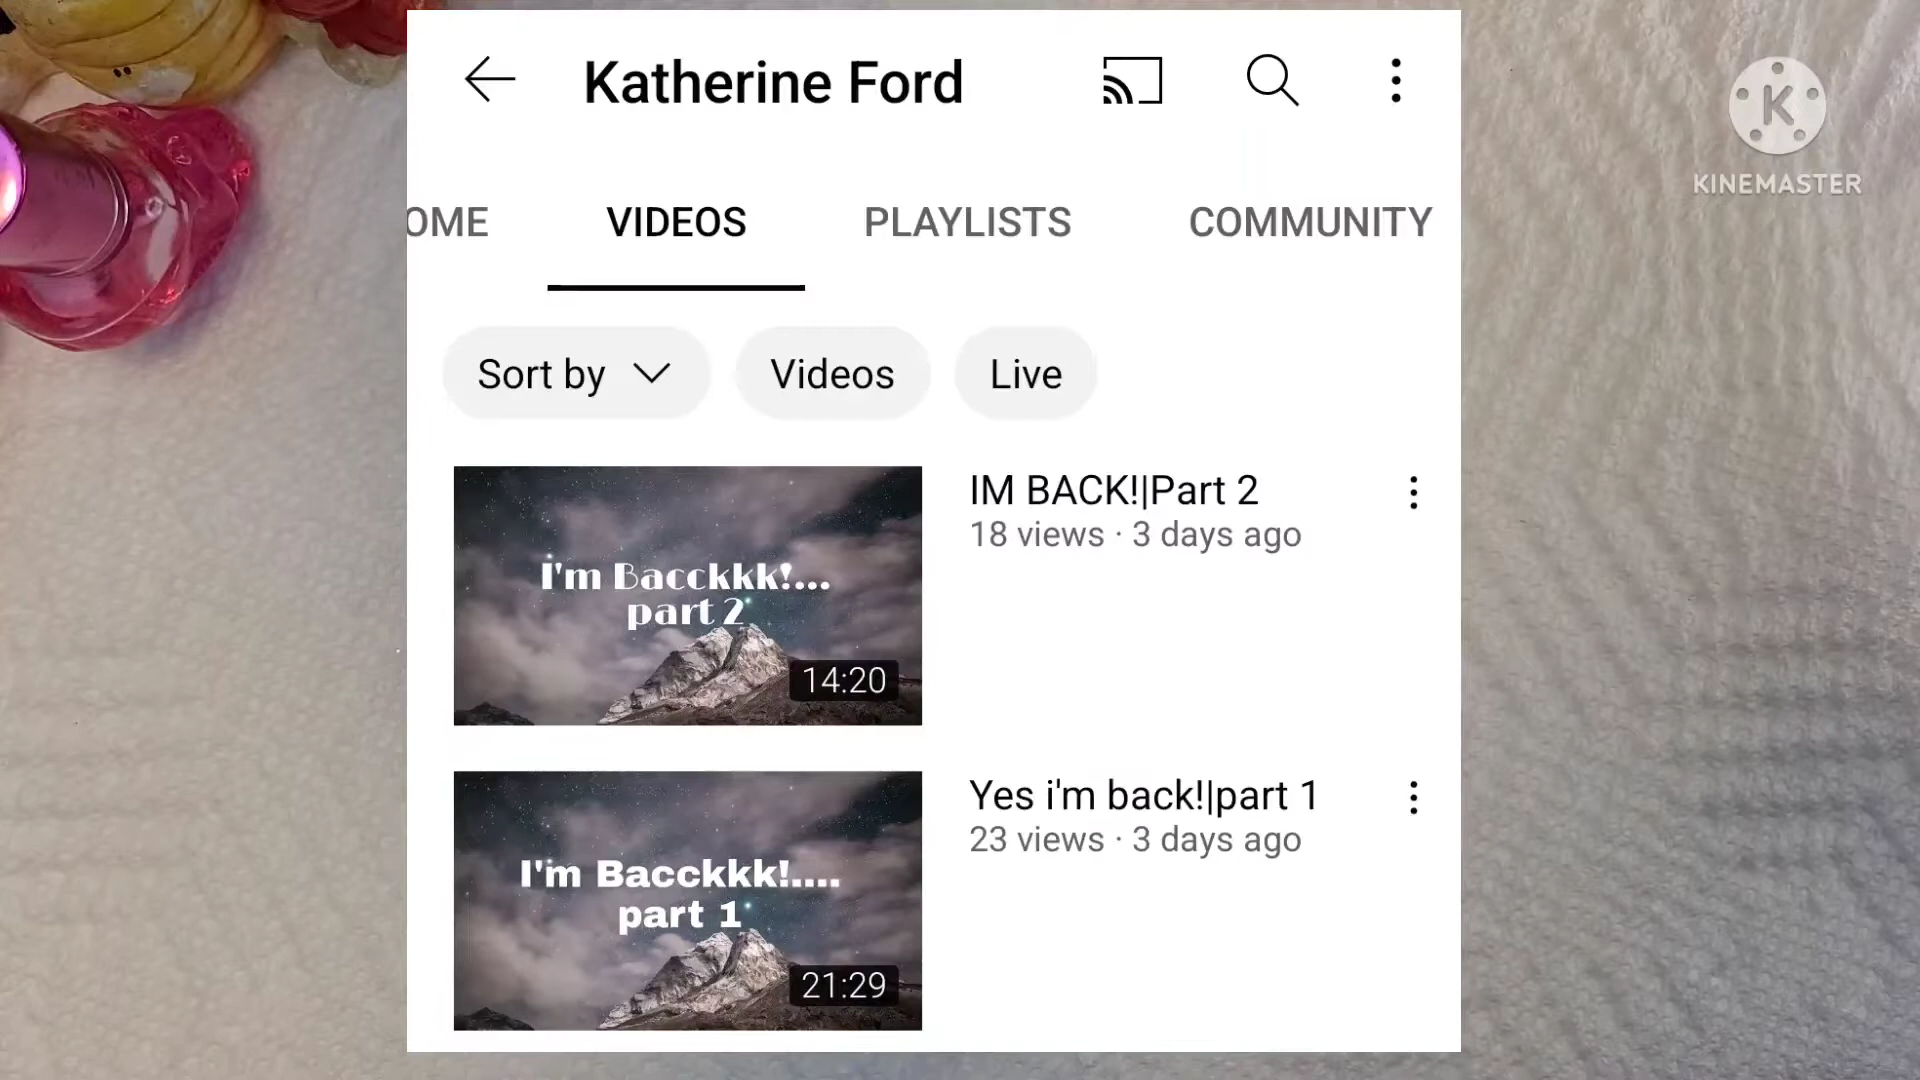 Katherine Ford
KINEMASTER
OME VIDEOS PLAYLISTS COMMUNITY
Sort by Videos Live
I'm Bacckkk!...
part 2
14:20
IM BACK!|Part 2
18 views · 3 days ago
I'm Bacckkk!....
part 1
21:29
Yes i'm back!|part 1
23 views · 3 days ago